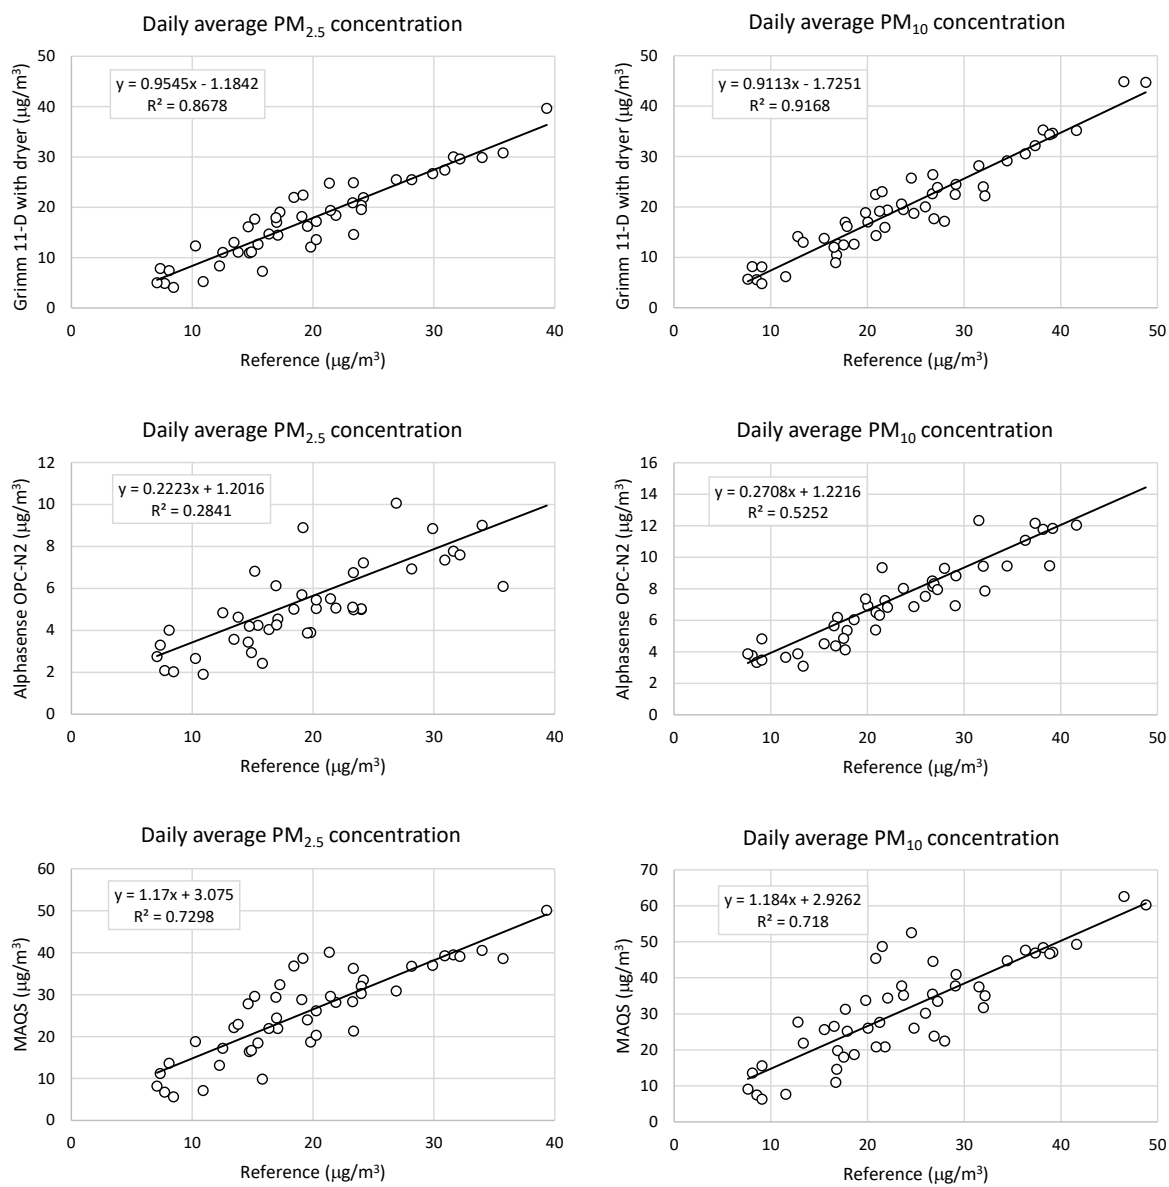 Daily average PM2.5 concentration
50
40
30
20
10
0
Grimm 11-D with dryer (µg/m³)
y = 0.9545x - 1.1842
R² = 0.8678
0 10 20 30 40
Reference (µg/m³)
Daily average PM10 concentration
50
40
30
20
10
0
Grimm 11-D with dryer (µg/m³)
y = 0.9113x - 1.7251
R² = 0.9168
0 10 20 30 40 50
Reference (µg/m³)
Daily average PM2.5 concentration
12
10
8
6
4
2
0
Alphasense OPC-N2 (µg/m³)
y = 0.2223x + 1.2016
R² = 0.2841
0 10 20 30 40
Reference (µg/m³)
Daily average PM10 concentration
16
14
12
10
8
6
4
2
0
Alphasense OPC-N2 (µg/m³)
y = 0.2708x + 1.2216
R² = 0.5252
0 10 20 30 40 50
Reference (µg/m³)
Daily average PM2.5 concentration
60
50
40
30
20
10
0
MAQS (µg/m³)
y = 1.17x + 3.075
R² = 0.7298
0 10 20 30 40
Reference (µg/m³)
Daily average PM10 concentration
70
60
50
40
30
20
10
0
MAQS (µg/m³)
y = 1.184x + 2.9262
R² = 0.718
0 10 20 30 40 50
Reference (µg/m³)